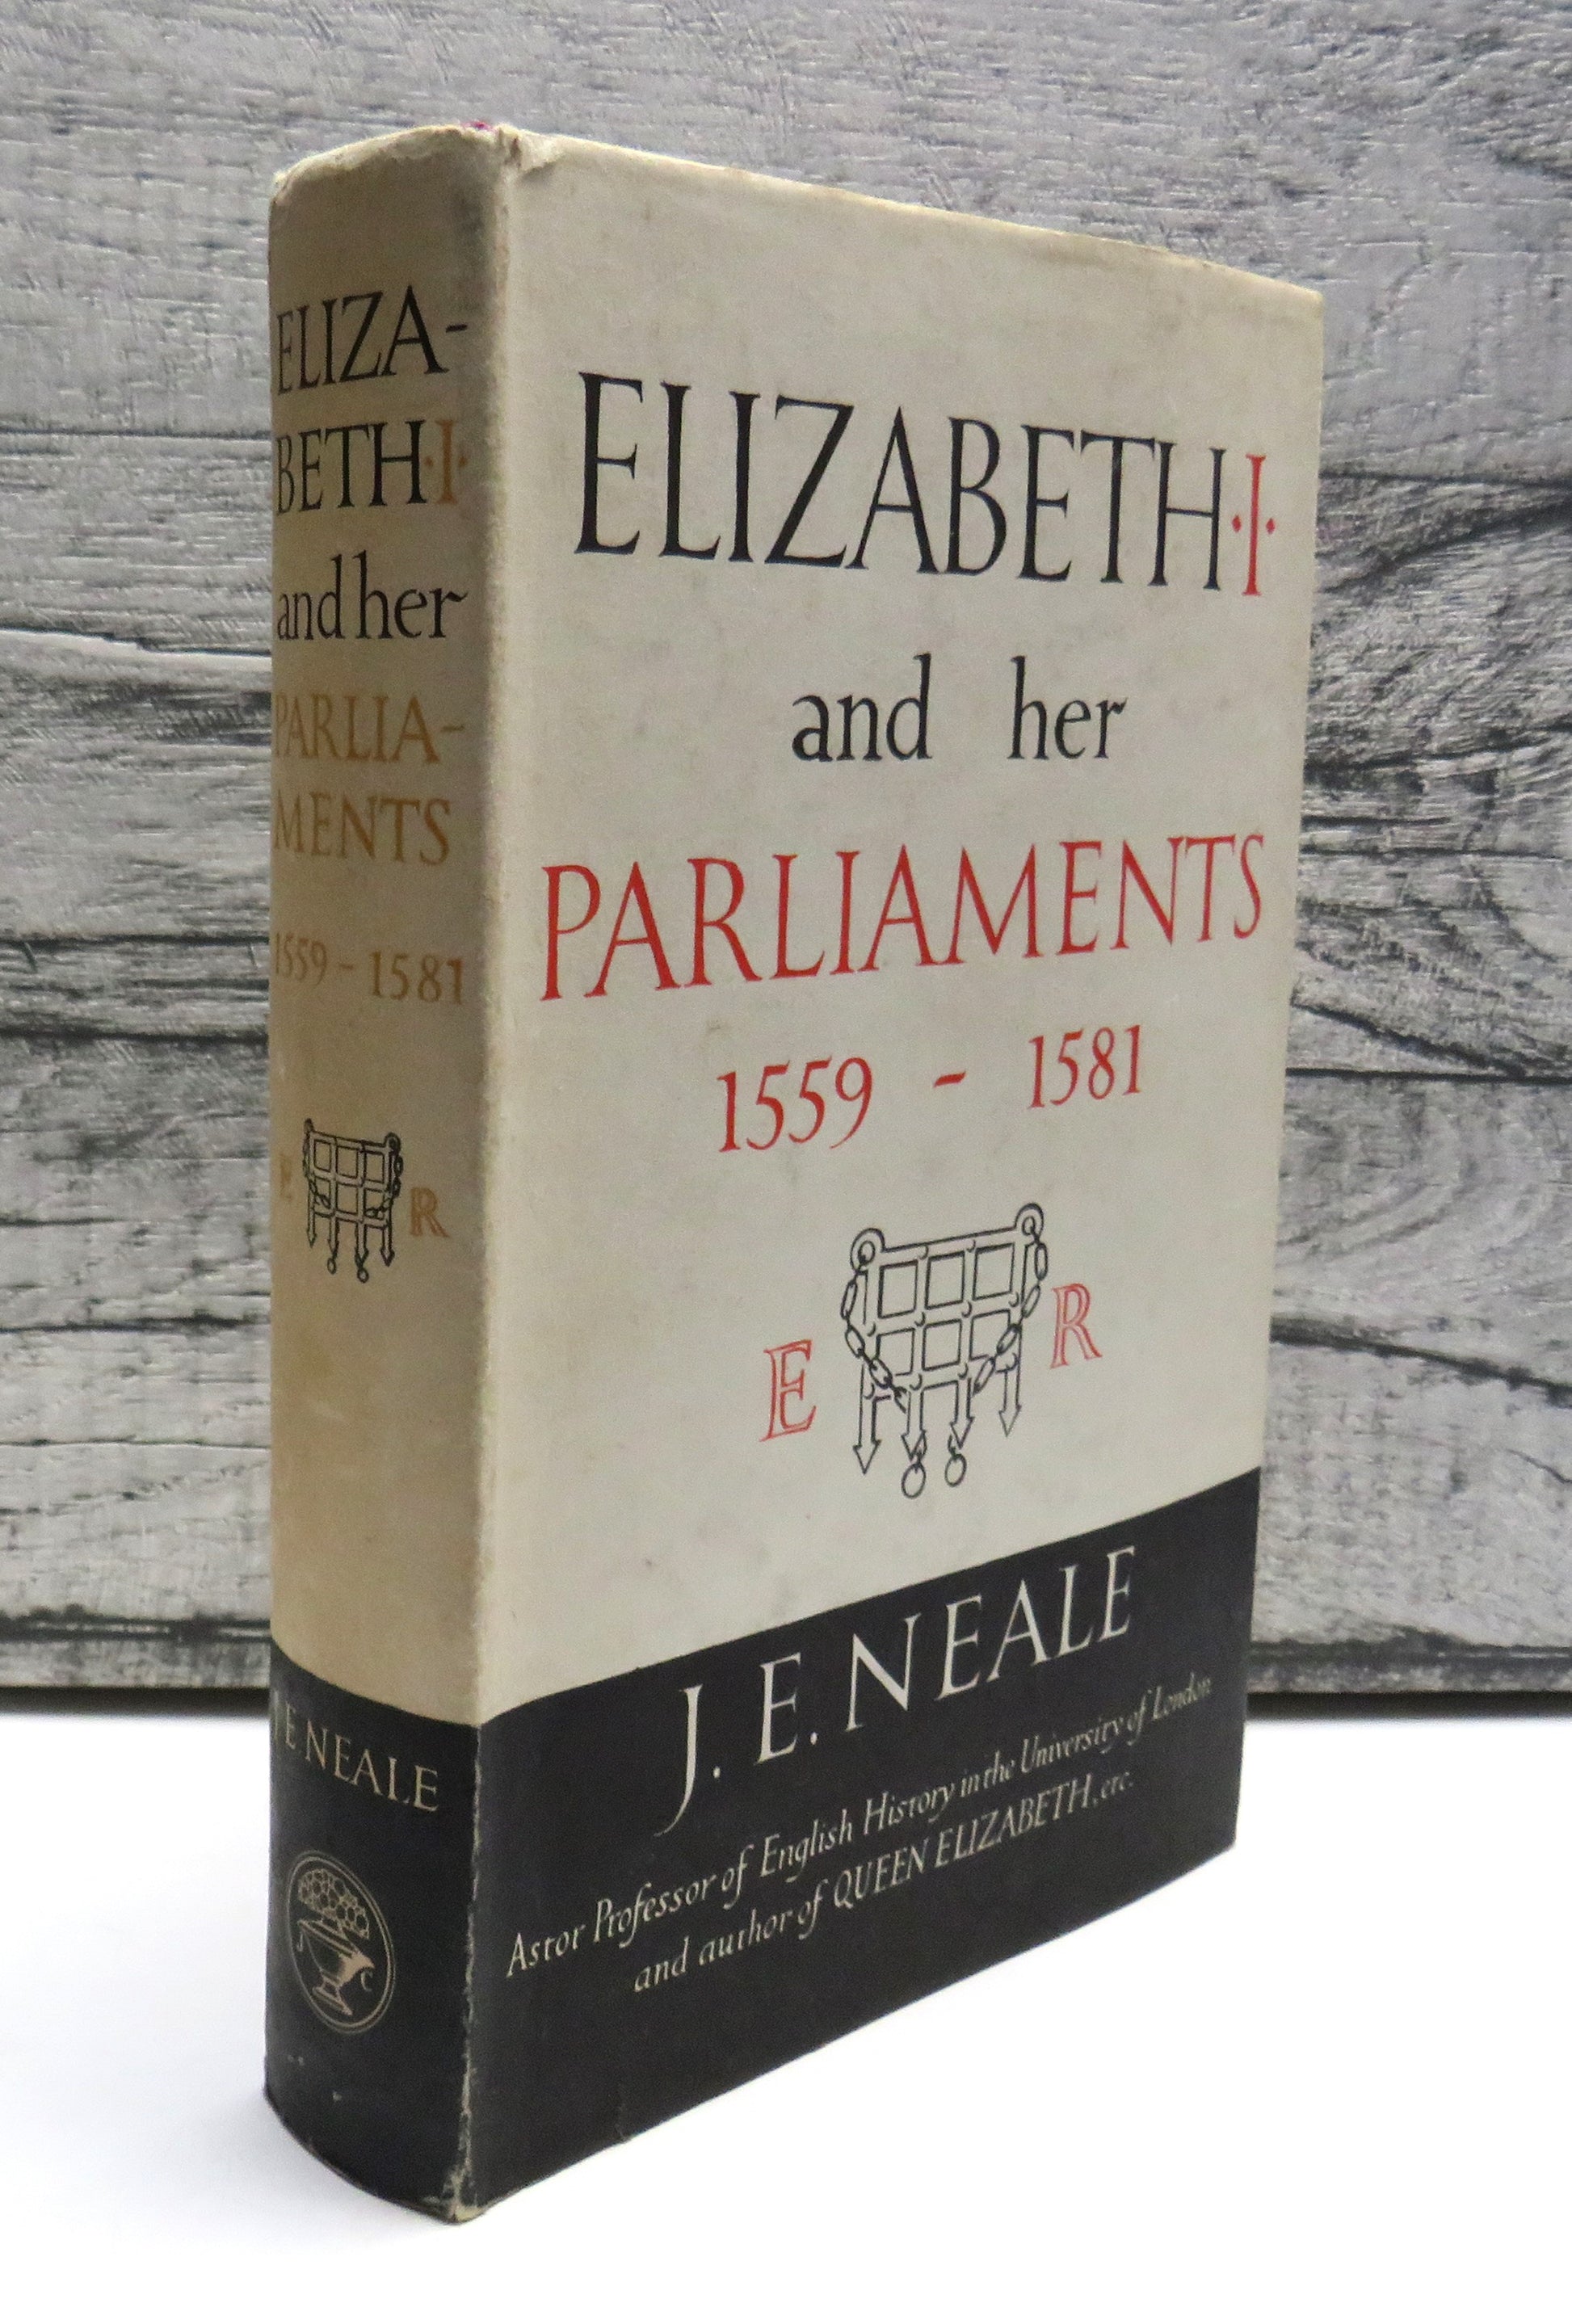 ELIZA-
BETH·I·
and her
PARLIA-
MENTS
1559-1581
E R
J E NEALE
C
ELIZABETH·I·
and her
PARLIAMENTS
1559 - 1581
E R
J. E. NEALE
Astor Professor of English History in the University of London
and author of QUEEN ELIZABETH, etc.